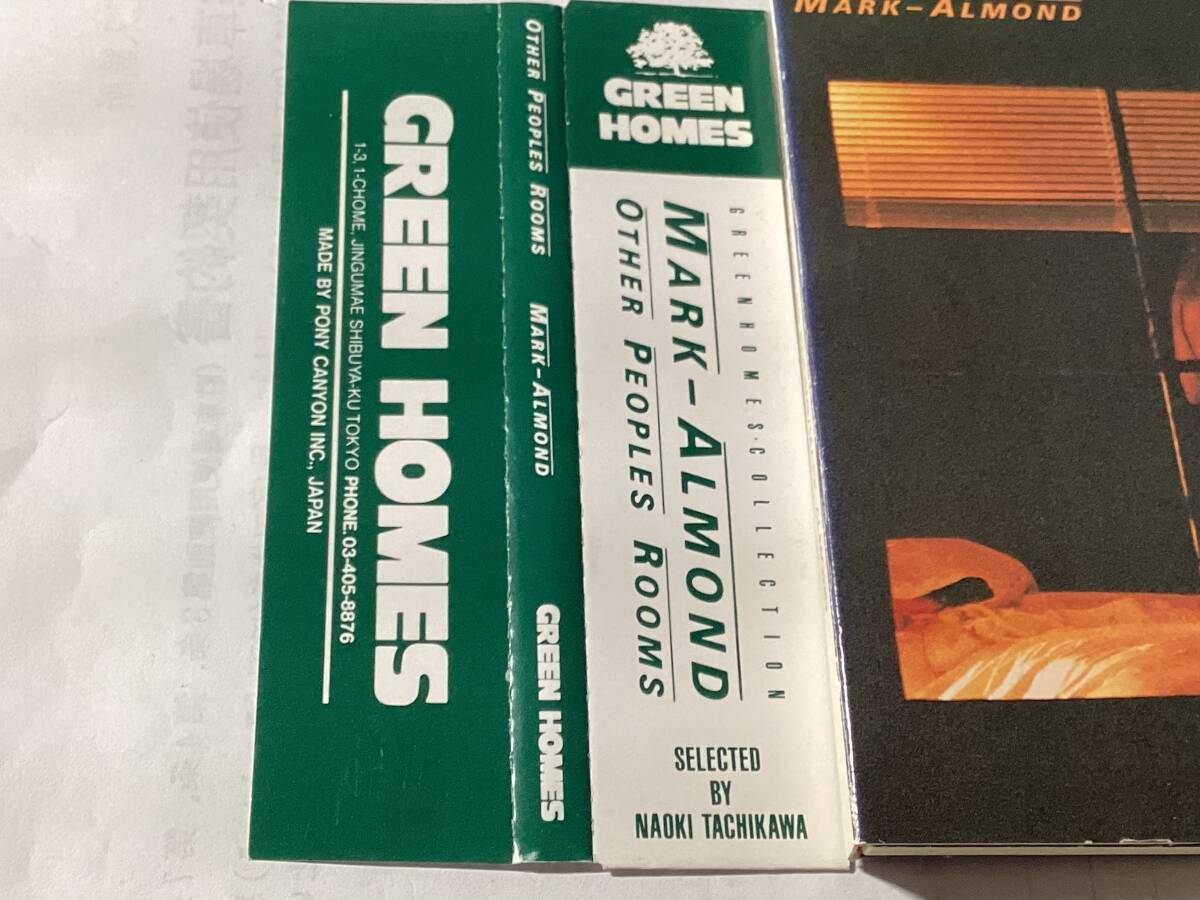 GREEN HOMES
1-3, 1-CHOME, JINGUMAE SHIBUYA-KU TOKYO PHONE. 03-405-8876
MADE BY PONY CANYON INC., JAPAN
OTHER PEOPLES ROOMS MARK-ALMOND GREEN HOMES
GREEN
HOMES
GREEN HOMES·COLLECTION
MARK-ALMOND
OTHER PEOPLES ROOMS
SELECTED
BY
NAOKI TACHIKAWA
MARK-ALMOND